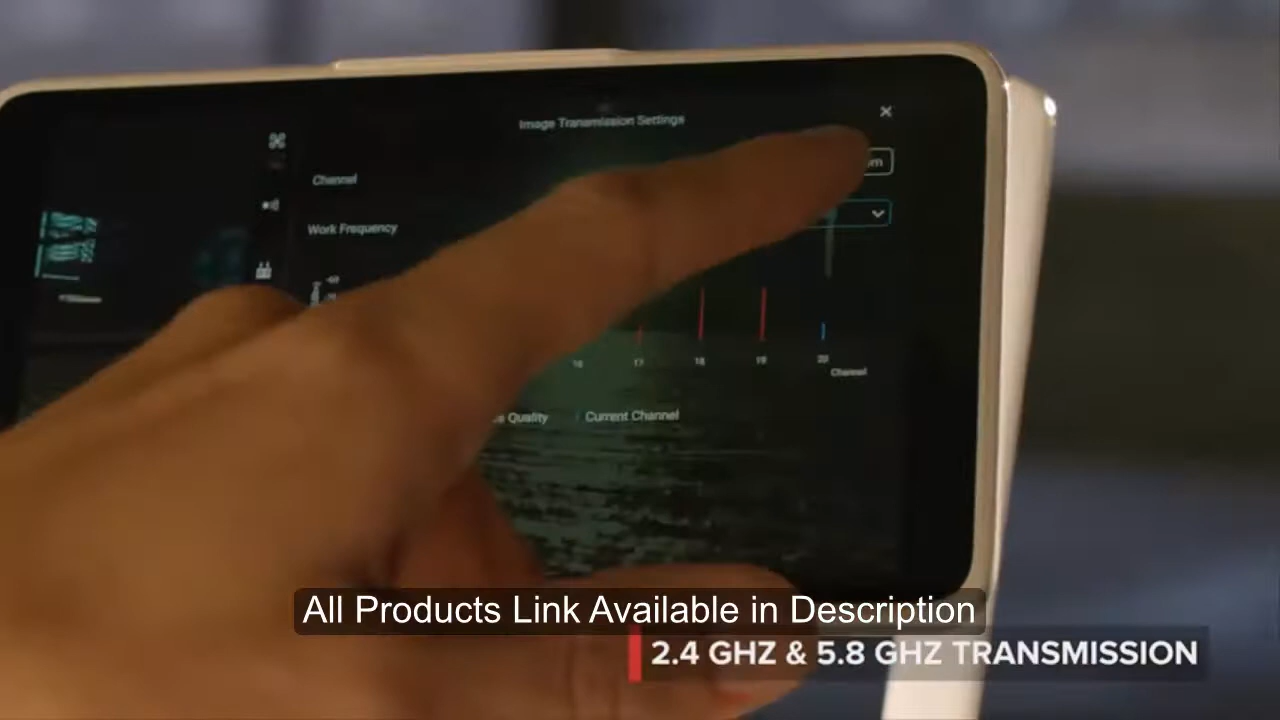 Image Transmission Settings
Channel
Work Frequency
17
18
19
20
Channel
Quality
Current Channel
All Products Link Available in Description
2.4 GHZ & 5.8 GHZ TRANSMISSION